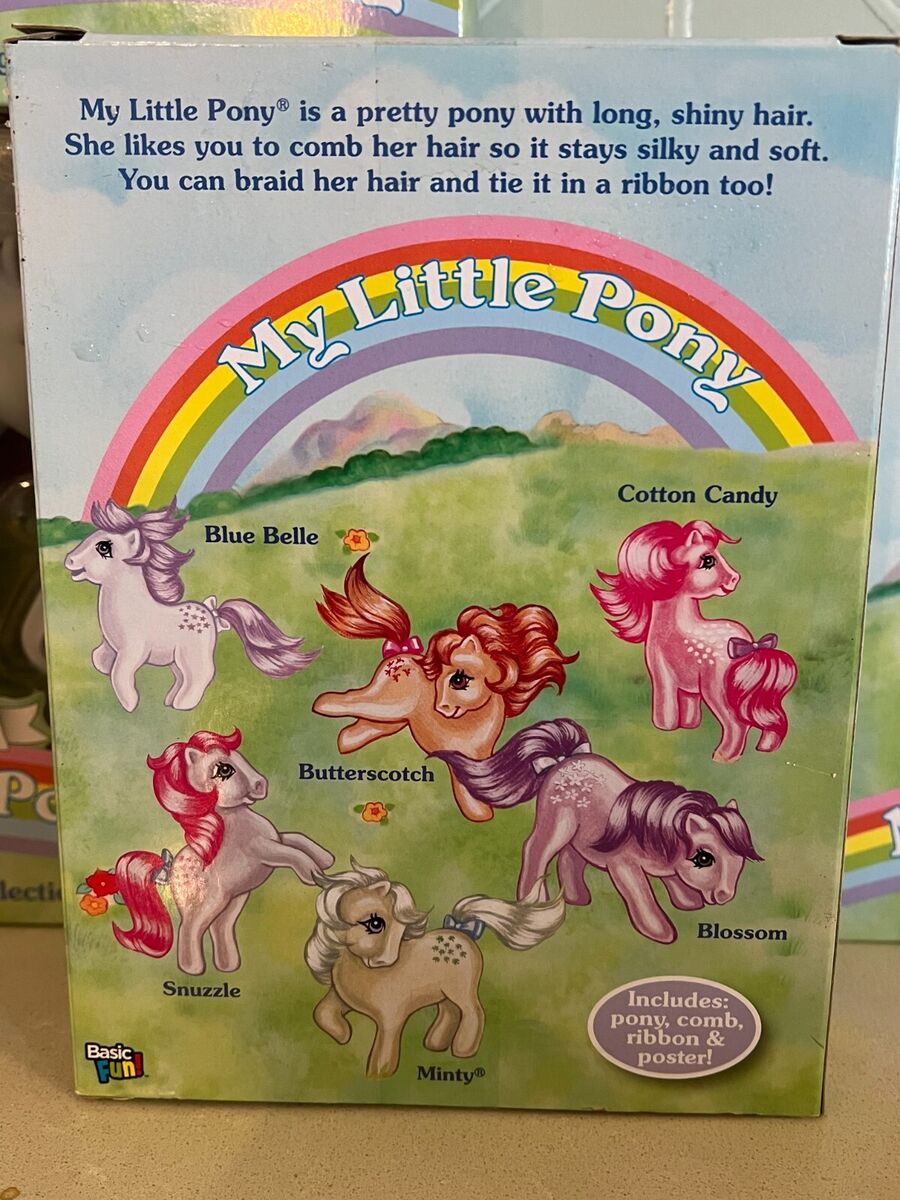 My Little Pony® is a pretty pony with long, shiny hair.
She likes you to comb her hair so it stays silky and soft.
You can braid her hair and tie it in a ribbon too!
My Little Pony
Cotton Candy
Blue Belle
Butterscotch
Blossom
Snuzzle
Minty®
Includes:
pony, comb,
ribbon &
poster!
Basic
Fun!™